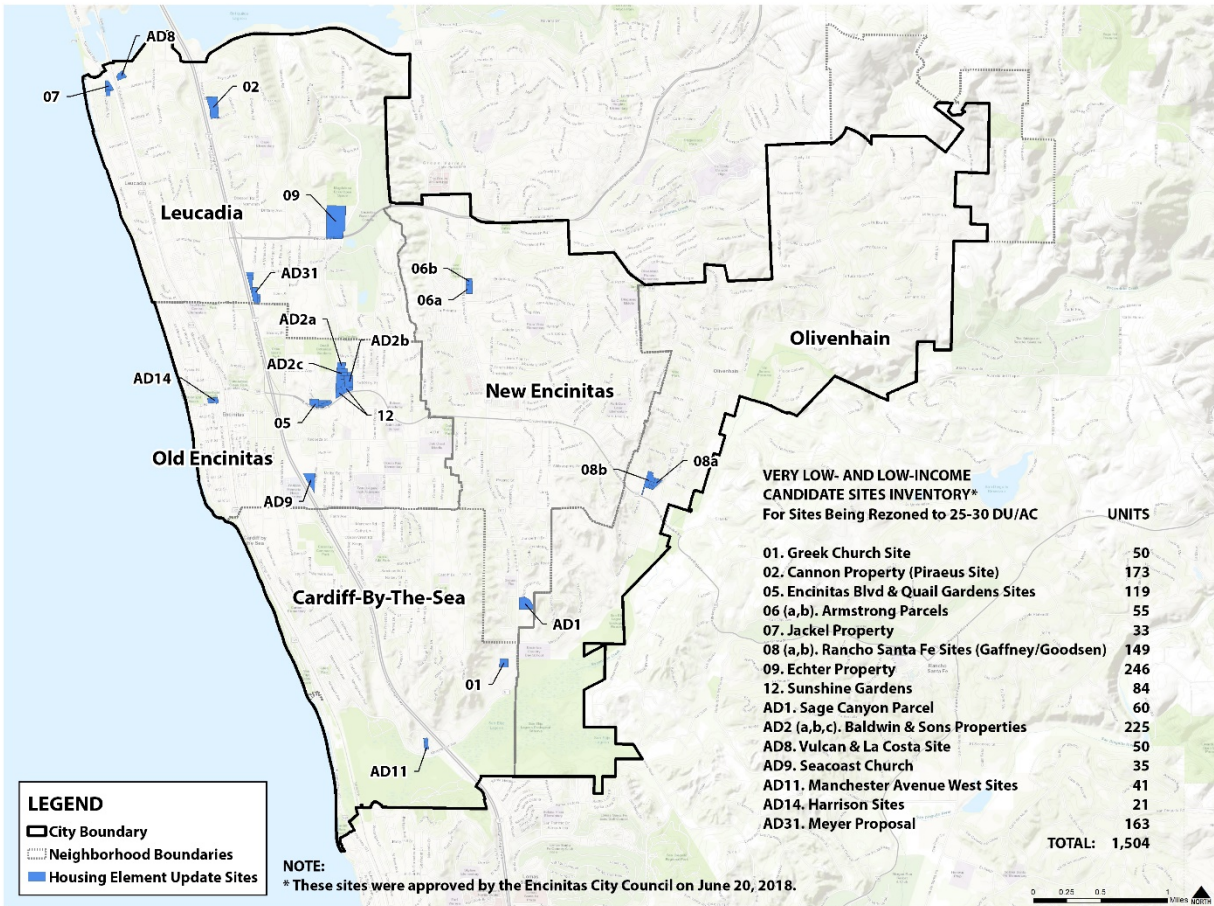 AD8
07
02
Leucadia
09
AD31
06b
06a
AD2a
AD2b
AD2c
AD14
05
12
Olivenhain
New Encinitas
Old Encinitas
AD9
08b
08a
Cardiff-By-The-Sea
AD1
01
AD11
VERY LOW- AND LOW-INCOME
CANDIDATE SITES INVENTORY*
For Sites Being Rezoned to 25-30 DU/AC UNITS
01. Greek Church Site 50
02. Cannon Property (Piraeus Site) 173
05. Encinitas Blvd & Quail Gardens Sites 119
06 (a,b). Armstrong Parcels 55
07. Jackel Property 33
08 (a,b). Rancho Santa Fe Sites (Gaffney/Goodsen) 149
09. Echter Property 246
12. Sunshine Gardens 84
AD1. Sage Canyon Parcel 60
AD2 (a,b,c). Baldwin & Sons Properties 225
AD8. Vulcan & La Costa Site 50
AD9. Seacoast Church 35
AD11. Manchester Avenue West Sites 41
AD14. Harrison Sites 21
AD31. Meyer Proposal 163
TOTAL: 1,504
LEGEND
City Boundary
Neighborhood Boundaries
Housing Element Update Sites
NOTE:
* These sites were approved by the Encinitas City Council on June 20, 2018.
0 0.25 0.5 1
Miles
NORTH